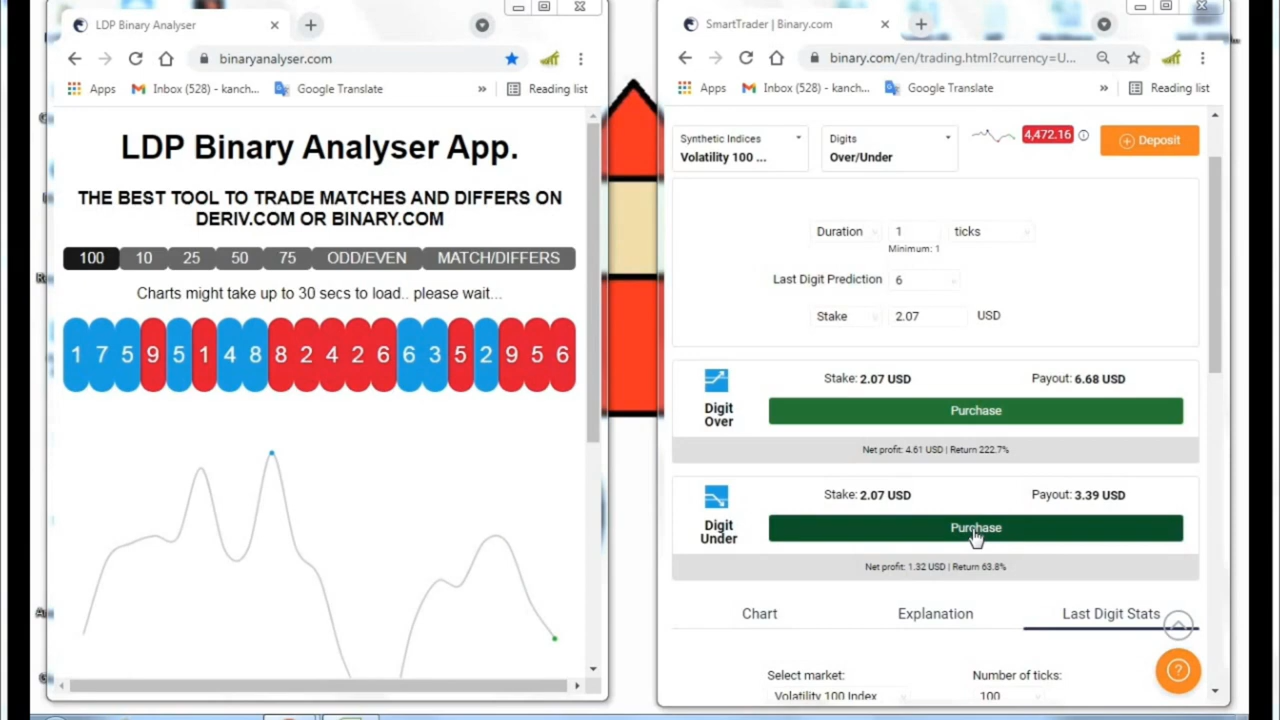 LDP Binary Analyser
binaryanalyser.com
Apps Inbox (528) - kanch... Google Translate » Reading list
LDP Binary Analyser App.
THE BEST TOOL TO TRADE MATCHES AND DIFFERS ON
DERIV.COM OR BINARY.COM
100 10 25 50 75 ODD/EVEN MATCH/DIFFERS
Charts might take up to 30 secs to load.. please wait...
1 7 5 9 5 1 4 8 8 2 4 2 6 6 3 5 2 9 5 6
SmartTrader | Binary.com
binary.com/en/trading.html?currency=U...
Apps Inbox (528) - kanch... Google Translate » Reading list
Synthetic Indices
Volatility 100 ...
Digits
Over/Under
4,472.16
Deposit
Duration 1 ticks
Minimum: 1
Last Digit Prediction 6
Stake 2.07 USD
Stake: 2.07 USD Payout: 6.68 USD
Digit
Over
Purchase
Net profit: 4.61 USD | Return 222.7%
Stake: 2.07 USD Payout: 3.39 USD
Digit
Under
Purchase
Net profit: 1.32 USD | Return 63.8%
Chart Explanation Last Digit Stats
Select market: Number of ticks:
Volatility 100 Index 100